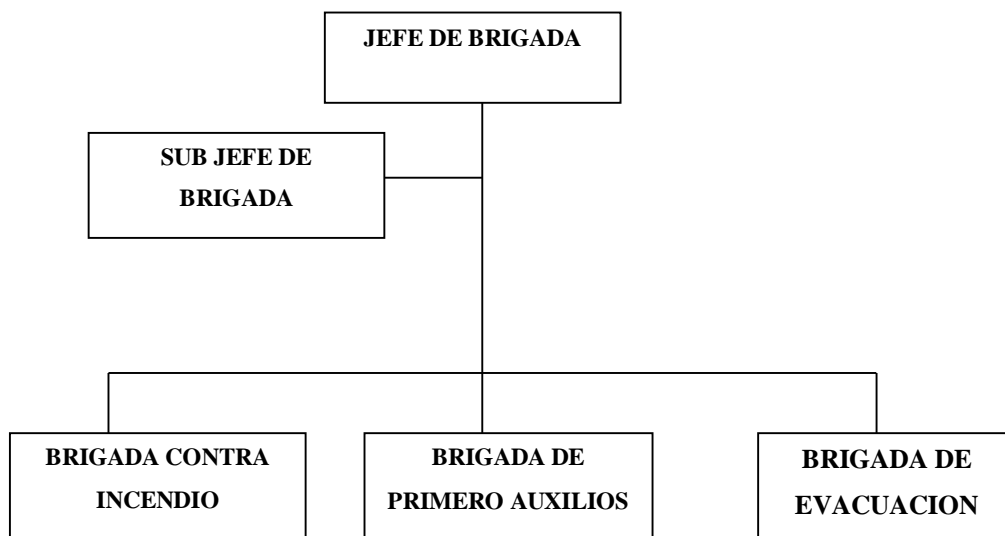 JEFE DE BRIGADA
SUB JEFE DE
BRIGADA
BRIGADA CONTRA
INCENDIO
BRIGADA DE
PRIMERO AUXILIOS
BRIGADA DE
EVACUACION